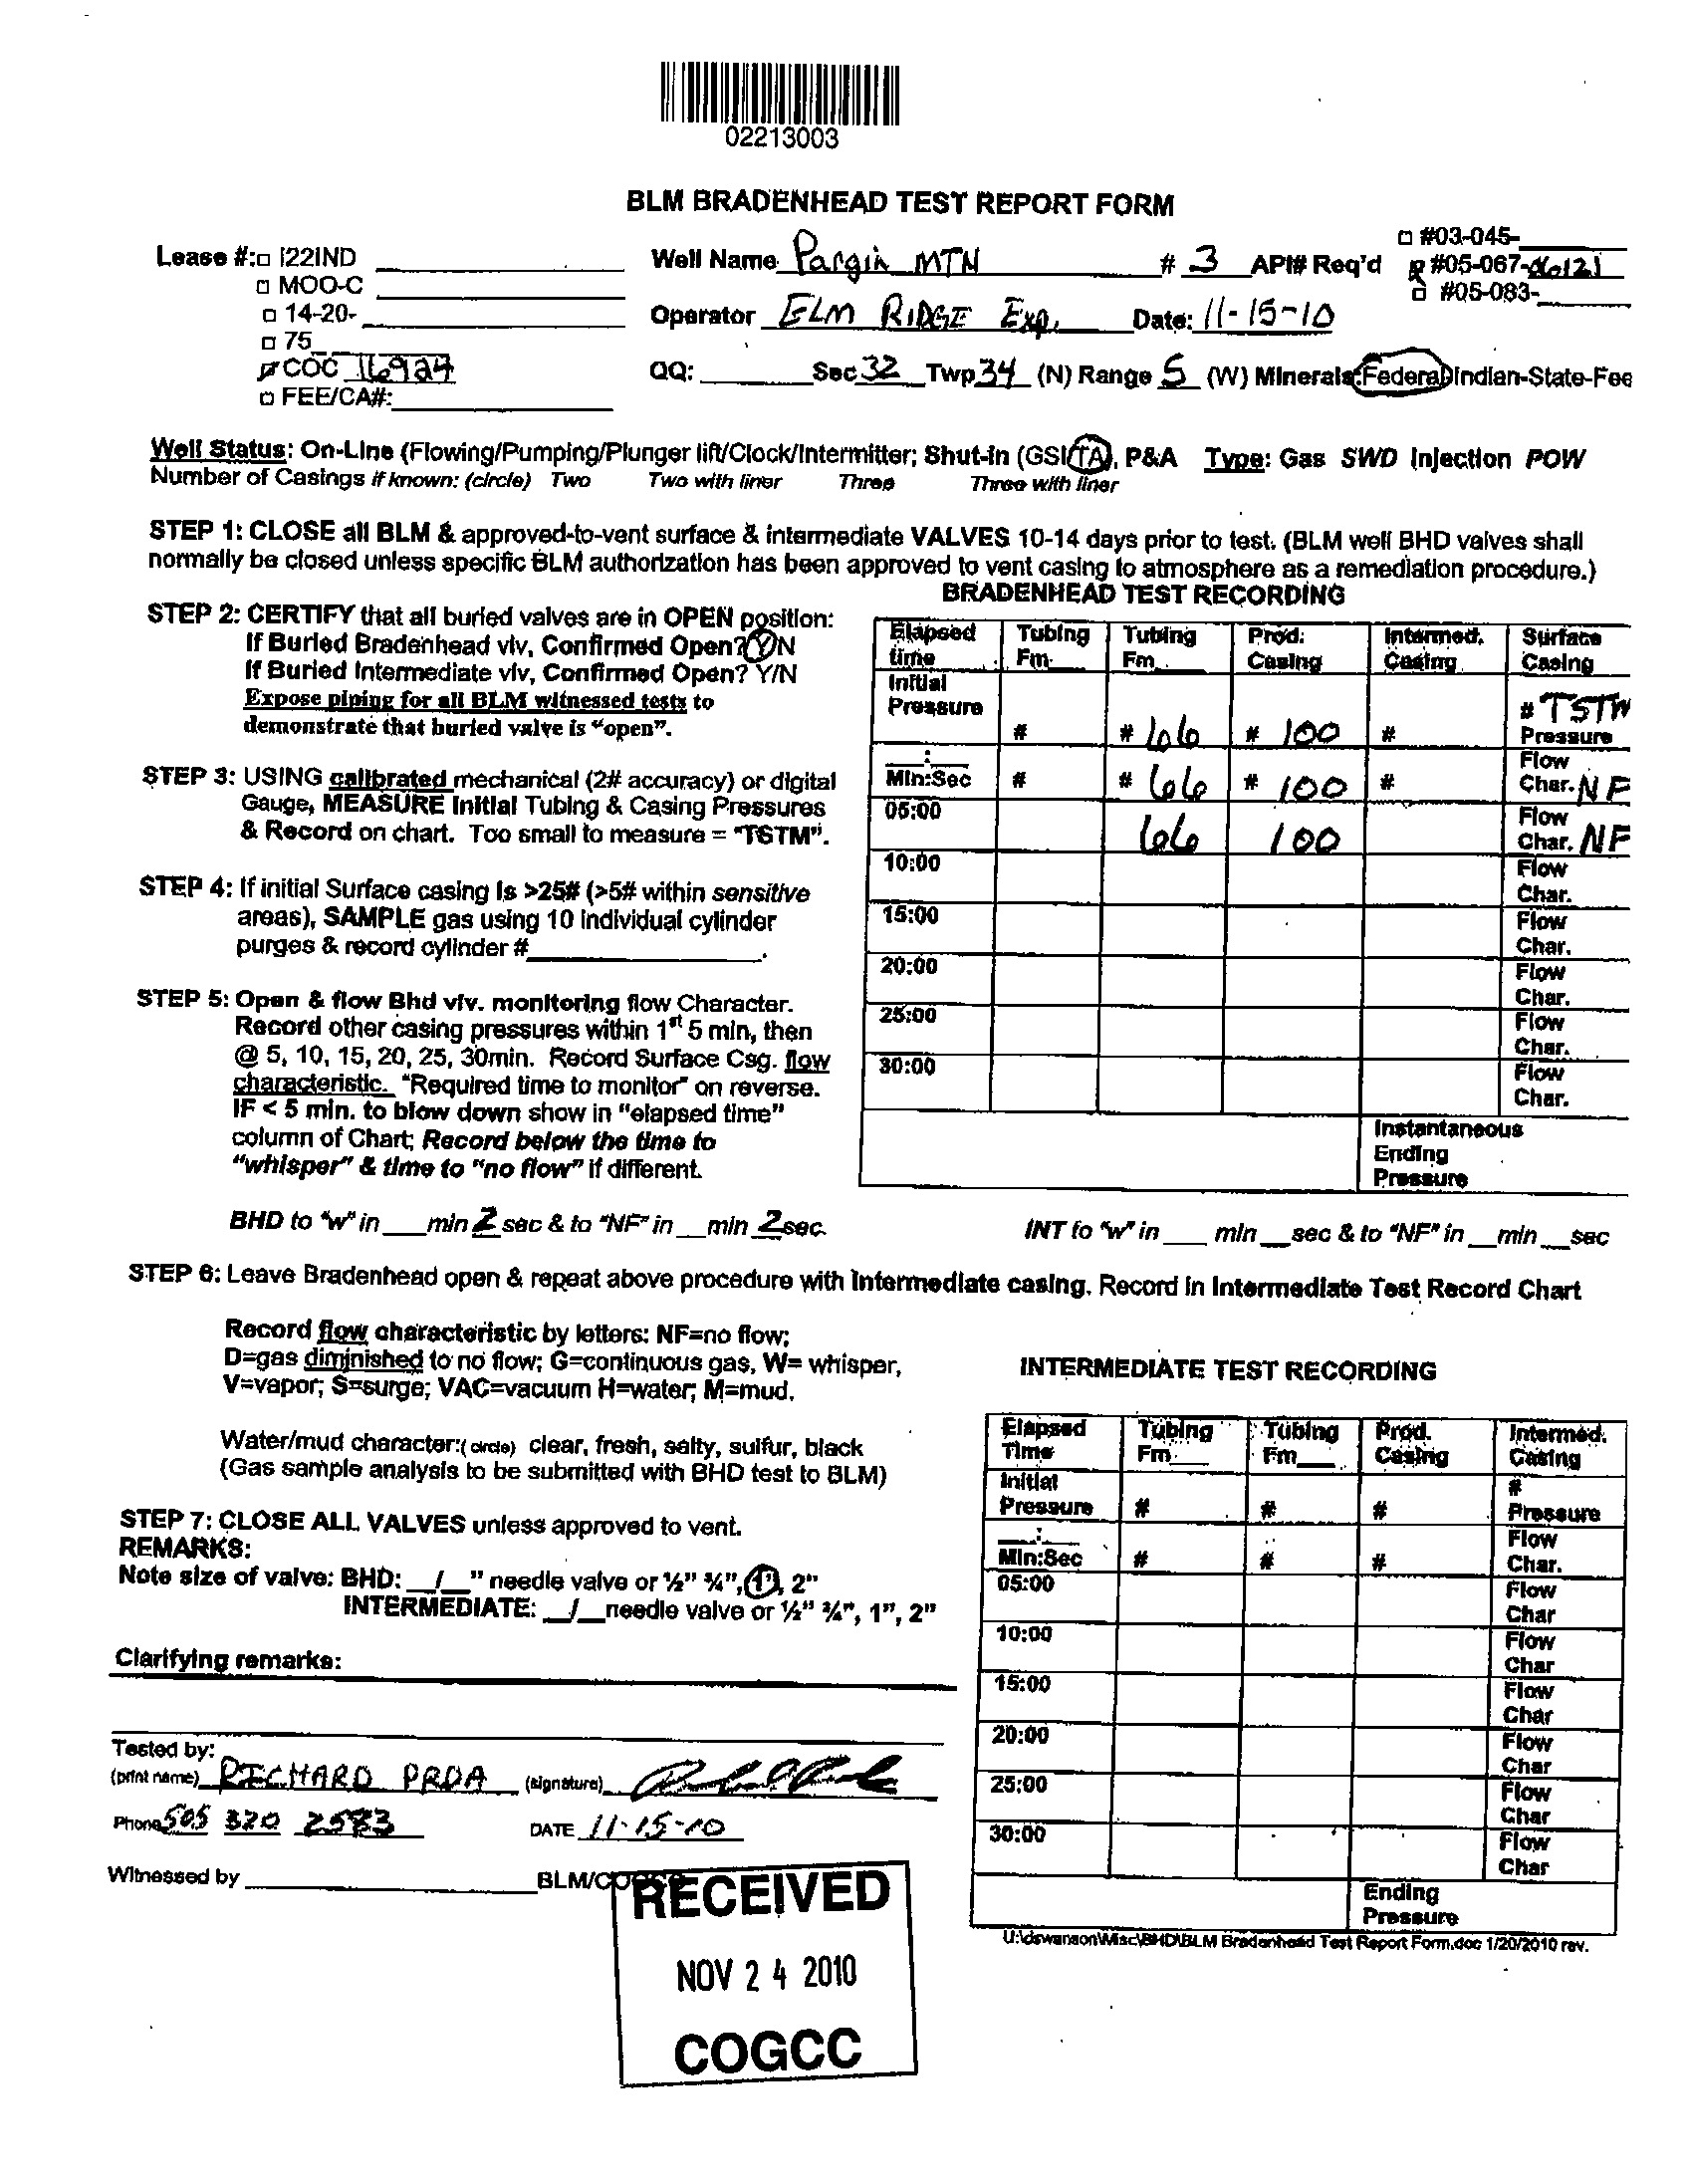 02213003
BLM BRADENHEAD TEST REPORT FORM
Lease #:□ I22IND
□ MOO-C
□ 14-20-
□ 75
COC 16924
□ FEE/CA#:
Well Name Pargin MTN # 3 API# Req'd
□ #03-045-
#05-067-06121
□ #05-083-
Operator ELM RIDGE Exp. Date: 11-15-10
QQ: Sec 32 Twp 34 (N) Range 5 (W) Minerals: Federal-Indian-State-Fee
Well Status: On-Line (Flowing/Pumping/Plunger lift/Clock/Intermitter; Shut-in (GSI/TA), P&A Type: Gas SWD Injection POW
Number of Casings if known: (circle) Two Two with liner Three Three with liner
STEP 1: CLOSE all BLM & approved-to-vent surface & intermediate VALVES 10-14 days prior to test. (BLM well BHD valves shall
normally be closed unless specific BLM authorization has been approved to vent casing to atmosphere as a remediation procedure.)
STEP 2: CERTIFY that all buried valves are in OPEN position:
If Buried Bradenhead vlv, Confirmed Open? Y/N
If Buried Intermediate vlv, Confirmed Open? Y/N
Expose piping for all BLM witnessed tests to
demonstrate that buried valve is "open".
STEP 3: USING calibrated mechanical (2# accuracy) or digital
Gauge, MEASURE Initial Tubing & Casing Pressures
& Record on chart. Too small to measure = "TSTM".
STEP 4: If initial Surface casing Is >25# (>5# within sensitive
areas), SAMPLE gas using 10 individual cylinder
purges & record cylinder # .
STEP 5: Open & flow Bhd vlv. monitoring flow Character.
Record other casing pressures within 1st 5 min, then
@ 5, 10, 15, 20, 25, 30min. Record Surface Csg. flow
characteristic. "Required time to monitor" on reverse.
IF < 5 min. to blow down show in "elapsed time"
column of Chart; Record below the time to
"whisper" & time to "no flow" if different.
BHD to "w" in min 2 sec & to "NF" in min 2 sec.
BRADENHEAD TEST RECORDING
Elapsed time Tubing Fm Tubing Fm Prod. Casing Intermed. Casing Surface Casing
Initial Pressure # # 66 # 100 # # TSTM Pressure
: Min:Sec # # 66 # 100 # Flow Char. NF
05:00 66 100 Flow Char. NF
10:00 Flow Char.
15:00 Flow Char.
20:00 Flow Char.
25:00 Flow Char.
30:00 Flow Char.
Instantaneous Ending Pressure
INT to "w" in min sec & to "NF" in min sec
STEP 6: Leave Bradenhead open & repeat above procedure with Intermediate casing. Record in Intermediate Test Record Chart
Record flow characteristic by letters: NF=no flow;
D=gas diminished to no flow; G=continuous gas, W= whisper,
V=vapor; S=surge; VAC=vacuum H=water; M=mud.
Water/mud character:(circle) clear, fresh, salty, sulfur, black
(Gas sample analysis to be submitted with BHD test to BLM)
STEP 7: CLOSE ALL VALVES unless approved to vent.
REMARKS:
Note size of valve: BHD: / " needle valve or ½" ¾", 1", 2"
INTERMEDIATE: / needle valve or ½" ¾", 1", 2"
Clarifying remarks:
INTERMEDIATE TEST RECORDING
Elapsed Time Tubing Fm Tubing Fm Prod. Casing Intermed. Casing
Initial Pressure # # # # Pressure
: Min:Sec # # # Flow Char.
05:00 Flow Char
10:00 Flow Char
15:00 Flow Char
20:00 Flow Char
25:00 Flow Char
30:00 Flow Char
Ending Pressure
U:\dswanson\Misc\BHD\BLM Bradenhead Test Report Form.doc 1/20/2010 rev.
Tested by:
(print name) RICHARD (signature)
Phone 505 320 2583 DATE 11-15-10
Witnessed by BLM/COGCC
RECEIVED
NOV 24 2010
COGCC